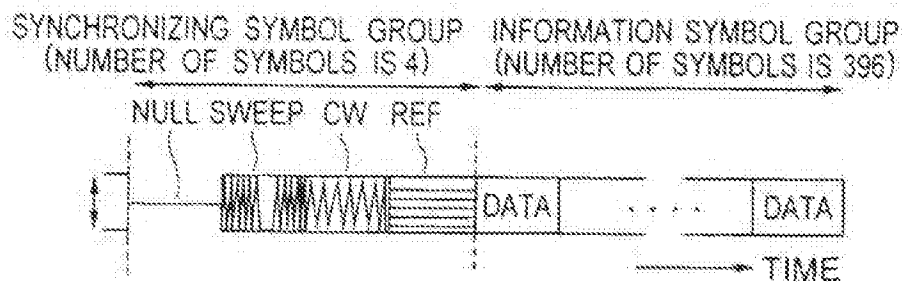 SYNCHRONIZING SYMBOL GROUP
(NUMBER OF SYMBOLS IS 4)
INFORMATION SYMBOL GROUP
(NUMBER OF SYMBOLS IS 396)
NULL SWEEP CW REF
DATA
DATA
TIME